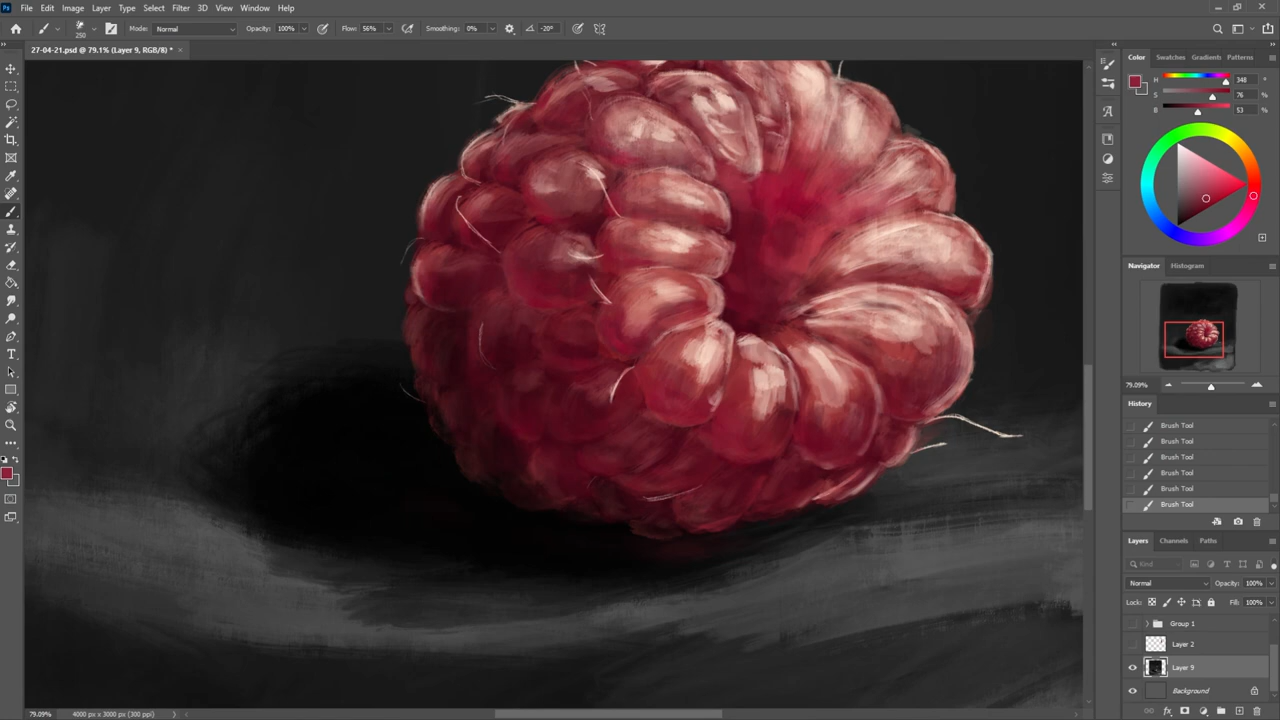 Ps File Edit Image Layer Type Select Filter 3D View Window Help
250 Mode: Normal Opacity: 100% Flow: 56% Smoothing: 0% -20°
27-04-21.psd @ 79.1% (Layer 9, RGB/8) * ×
Color Swatches Gradients Patterns
H 348 °
S 76 %
B 53 %
Navigator Histogram
79.09%
History
Brush Tool
Brush Tool
Brush Tool
Brush Tool
Brush Tool
Brush Tool
Layers Channels Paths
Kind
Normal Opacity: 100%
Lock: Fill: 100%
Group 1
Layer 2
Layer 9
Background
79.09% 4000 px x 3000 px (300 ppi)